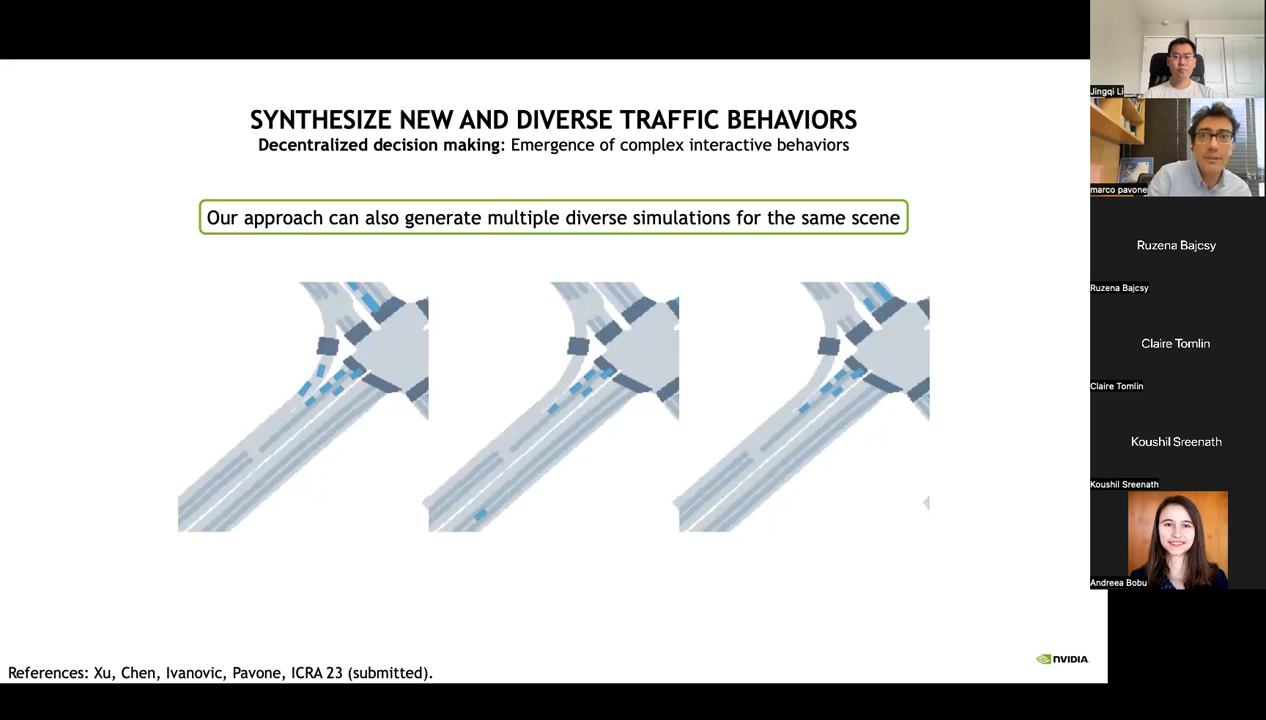 SYNTHESIZE NEW AND DIVERSE TRAFFIC BEHAVIORS
Decentralized decision making: Emergence of complex interactive behaviors
Our approach can also generate multiple diverse simulations for the same scene
References: Xu, Chen, Ivanovic, Pavone, ICRA 23 (submitted).
NVIDIA.
Jingqi Li
marco pavone
Ruzena Bajcsy
Ruzena Bajcsy
Claire Tomlin
Claire Tomlin
Koushil Sreenath
Koushil Sreenath
Andreea Bobu